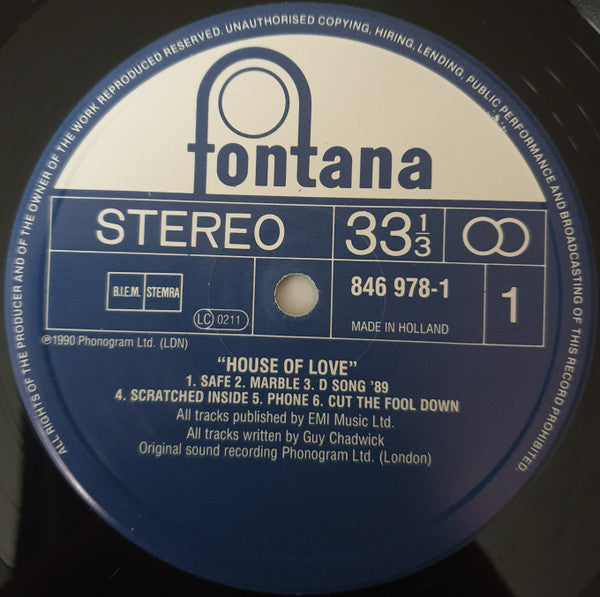 ALL RIGHTS OF THE PRODUCER AND OF THE OWNER OF THE WORK REPRODUCED RESERVED. UNAUTHORISED COPYING, HIRING, LENDING, PUBLIC PERFORMANCE AND BROADCASTING OF THIS RECORD PROHIBITED.
fontana
STEREO 33 1/3
B.I.E.M. STEMRA
LC 0211
846 978-1
1
MADE IN HOLLAND
℗1990 Phonogram Ltd. (LDN)
"HOUSE OF LOVE"
1. SAFE 2. MARBLE 3. D SONG '89
4. SCRATCHED INSIDE 5. PHONE 6. CUT THE FOOL DOWN
All tracks published by EMI Music Ltd.
All tracks written by Guy Chadwick
Original sound recording Phonogram Ltd. (London)